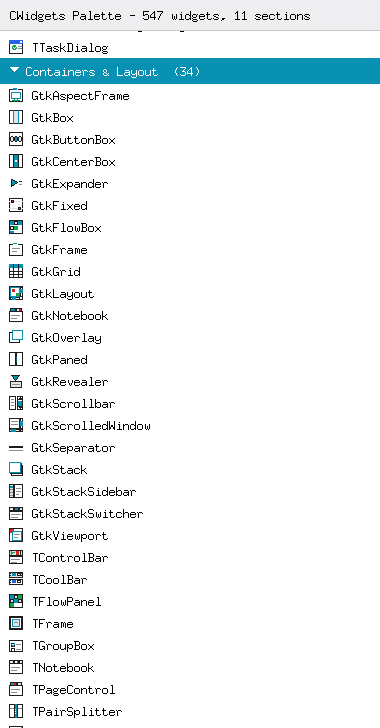 CWidgets Palette - 547 widgets, 11 sections
TTaskDialog
Containers & Layout (34)
GtkAspectFrame
GtkBox
GtkButtonBox
GtkCenterBox
GtkExpander
GtkFixed
GtkFlowBox
GtkFrame
GtkGrid
GtkLayout
GtkNotebook
GtkOverlay
GtkPaned
GtkRevealer
GtkScrollbar
GtkScrolledWindow
GtkSeparator
GtkStack
GtkStackSidebar
GtkStackSwitcher
GtkViewport
TControlBar
TCoolBar
TFlowPanel
TFrame
TGroupBox
TNotebook
TPageControl
TPairSplitter